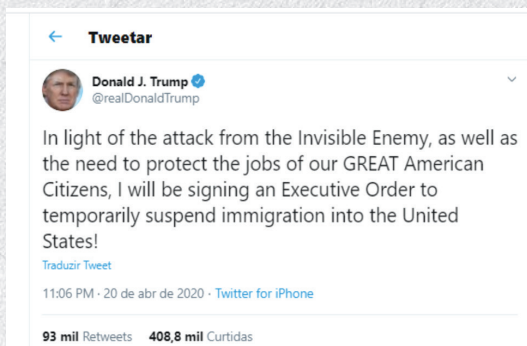 ← Tweetar
Donald J. Trump
@realDonaldTrump
In light of the attack from the Invisible Enemy, as well as
the need to protect the jobs of our GREAT American
Citizens, I will be signing an Executive Order to
temporarily suspend immigration into the United
States!
Traduzir Tweet
11:06 PM · 20 de abr de 2020 · Twitter for iPhone
93 mil Retweets 408,8 mil Curtidas